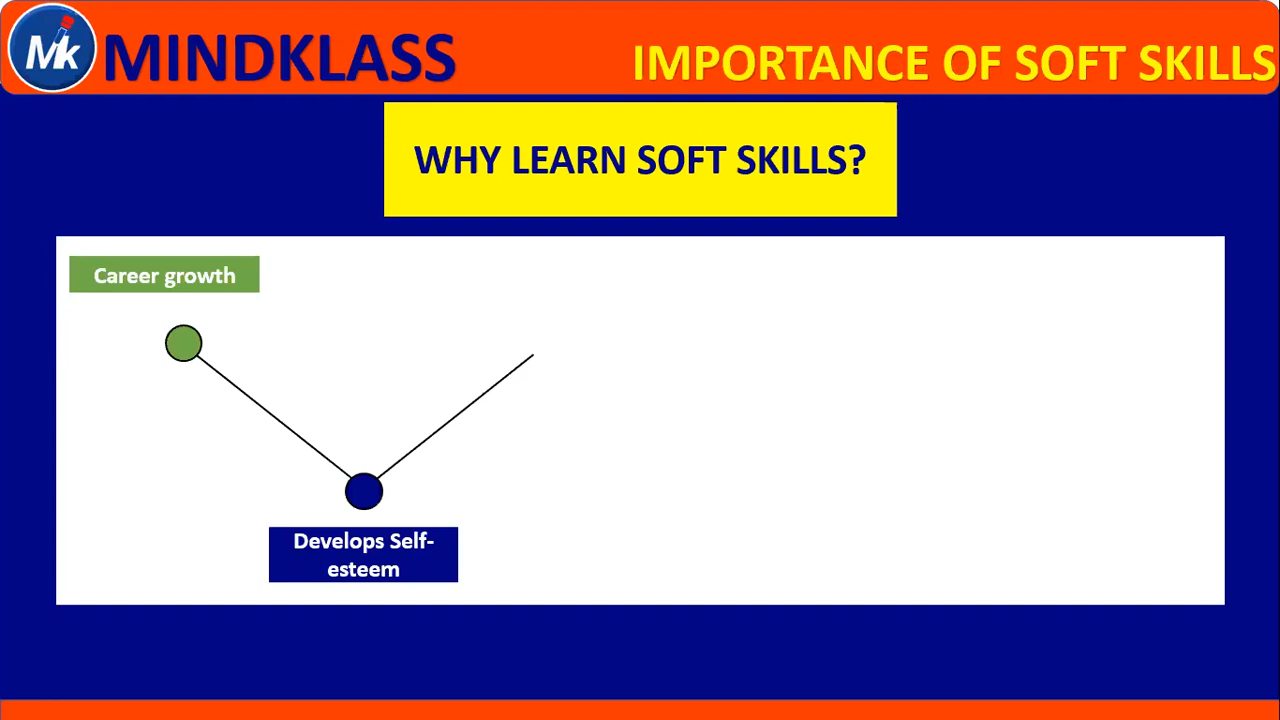 Mk MINDKLASS
IMPORTANCE OF SOFT SKILLS
WHY LEARN SOFT SKILLS?
Career growth
Develops Self-
esteem